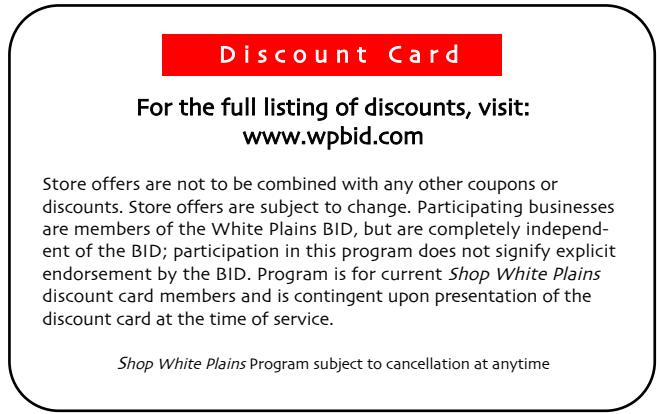 Discount Card
For the full listing of discounts, visit:
www.wpbid.com
Store offers are not to be combined with any other coupons or
discounts. Store offers are subject to change. Participating businesses
are members of the White Plains BID, but are completely independ-
ent of the BID; participation in this program does not signify explicit
endorsement by the BID. Program is for current Shop White Plains
discount card members and is contingent upon presentation of the
discount card at the time of service.
Shop White Plains Program subject to cancellation at anytime